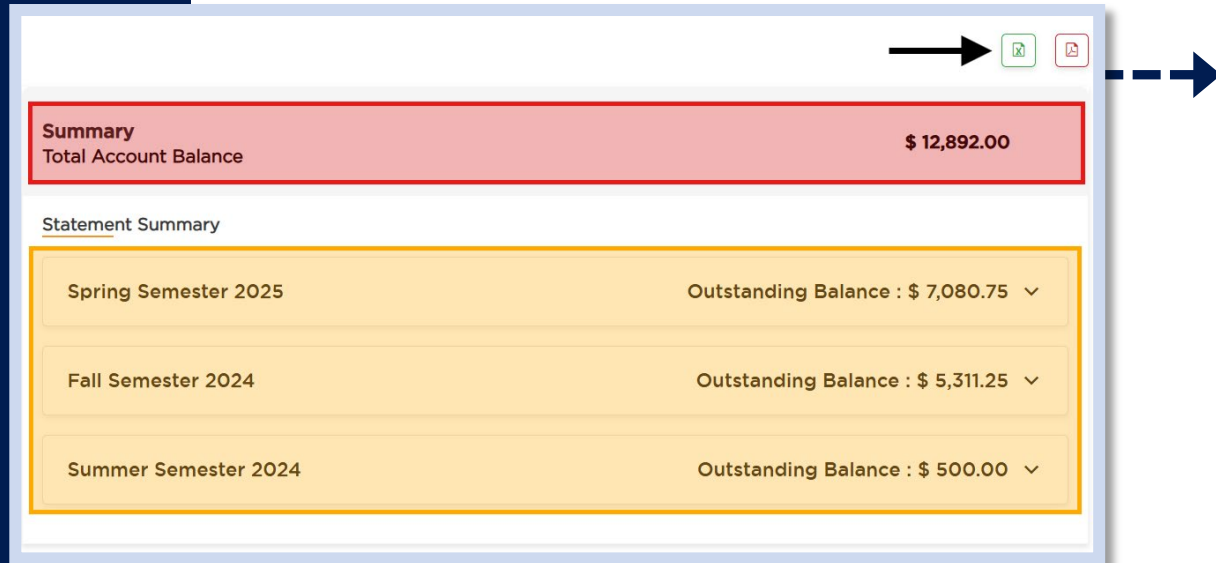 Summary
Total Account Balance $ 12,892.00
Statement Summary
Spring Semester 2025 Outstanding Balance : $ 7,080.75
Fall Semester 2024 Outstanding Balance : $ 5,311.25
Summer Semester 2024 Outstanding Balance : $ 500.00